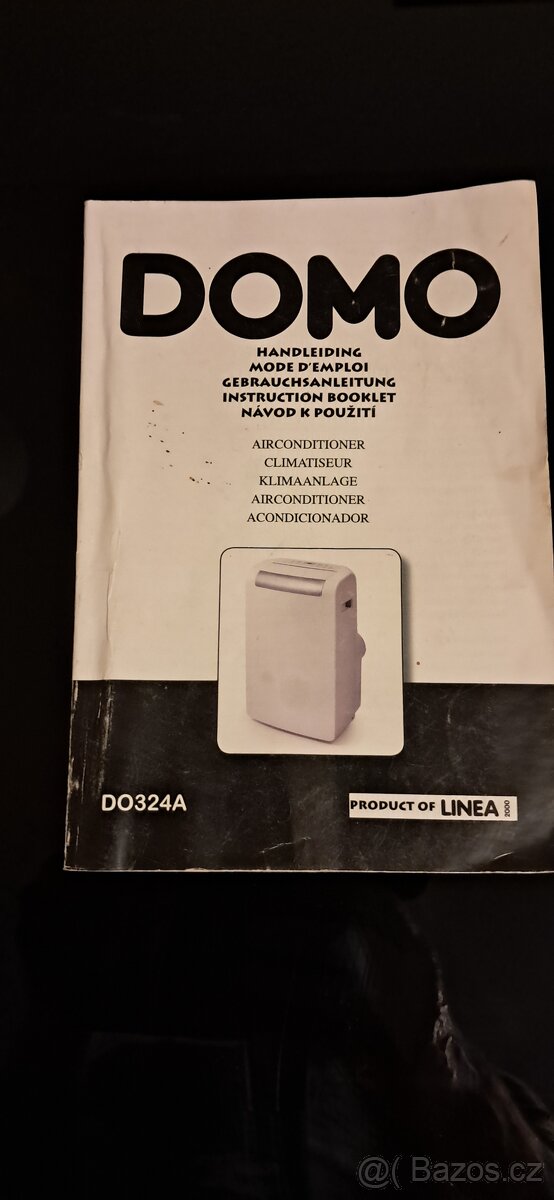 DOMO
HANDLEIDING
MODE D'EMPLOI
GEBRAUCHSANLEITUNG
INSTRUCTION BOOKLET
NÁVOD K POUŽITÍ
AIRCONDITIONER
CLIMATISEUR
KLIMAANLAGE
AIRCONDITIONER
ACONDICIONADOR
DO324A
PRODUCT OF LINEA 2000
@( Bazos.cz